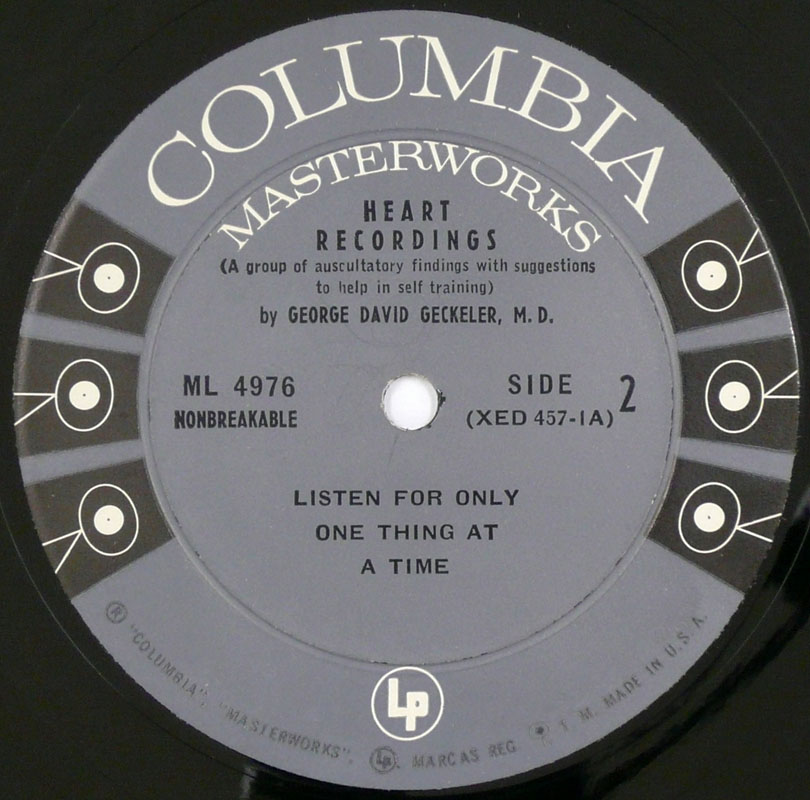 COLUMBIA
MASTERWORKS
HEART
RECORDINGS
(A group of auscultatory findings with suggestions
to help in self training)
by GEORGE DAVID GECKELER, M. D.
ML 4976
NONBREAKABLE
SIDE 2
(XED 457-1A)
LISTEN FOR ONLY
ONE THING AT
A TIME
LP
® "COLUMBIA", "MASTERWORKS", LP, MARCAS REG. T. M. MADE IN U. S. A.